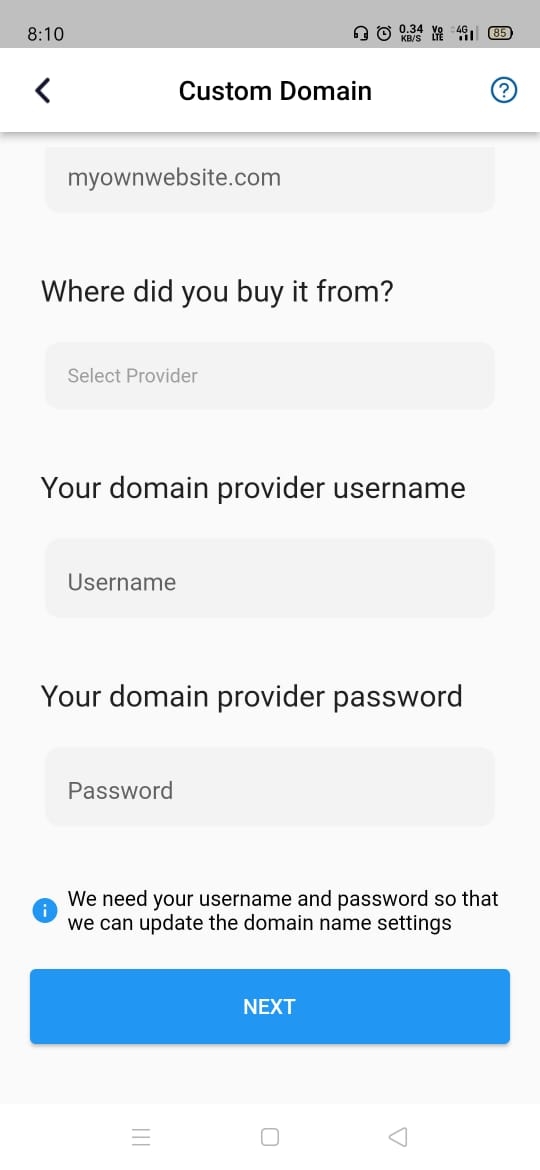 8:10
0.34 KB/S Vo LTE 4G 85
Custom Domain
?
myownwebsite.com
Where did you buy it from?
Select Provider
Your domain provider username
Username
Your domain provider password
Password
i
We need your username and password so that
we can update the domain name settings
NEXT